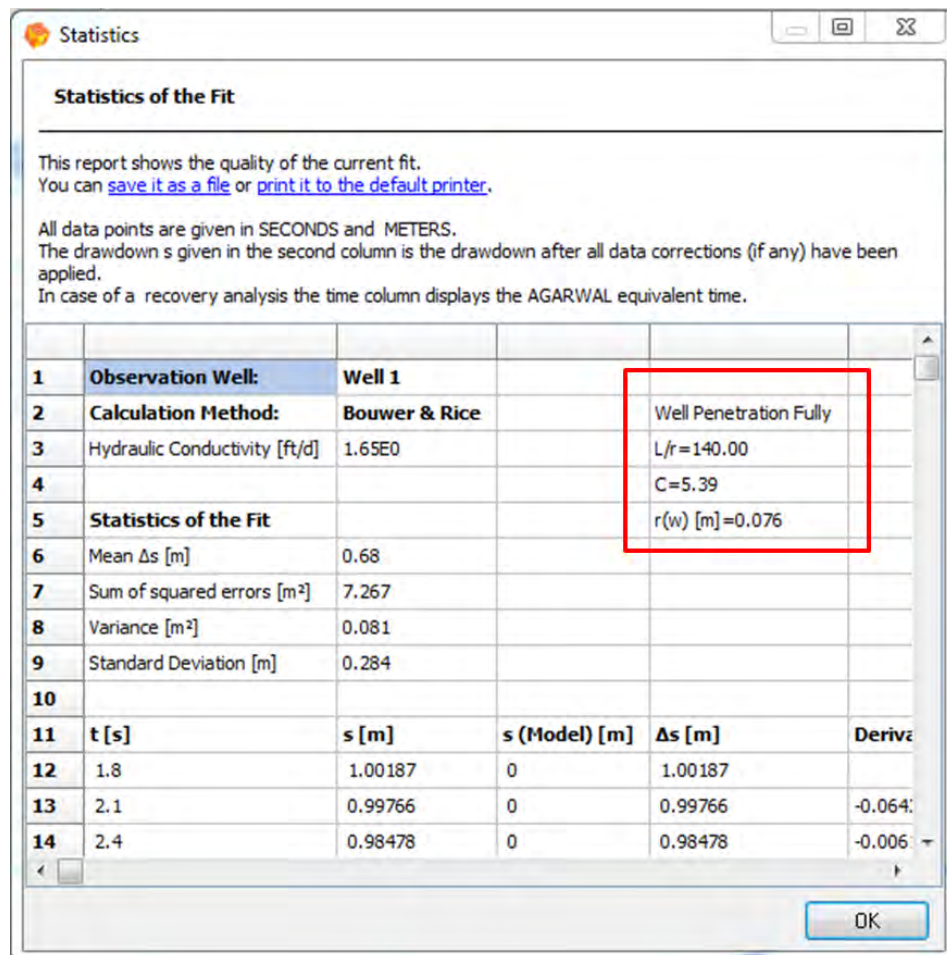 Statistics
Statistics of the Fit
This report shows the quality of the current fit.
You can save it as a file or print it to the default printer.
All data points are given in SECONDS and METERS.
The drawdown s given in the second column is the drawdown after all data corrections (if any) have been
applied.
In case of a recovery analysis the time column displays the AGARWAL equivalent time.
1 Observation Well: Well 1
2 Calculation Method: Bouwer & Rice Well Penetration Fully
3 Hydraulic Conductivity [ft/d] 1.65E0 L/r=140.00
4 C=5.39
5 Statistics of the Fit r(w) [m]=0.076
6 Mean Δs [m] 0.68
7 Sum of squared errors [m²] 7.267
8 Variance [m²] 0.081
9 Standard Deviation [m] 0.284
10
11 t [s] s [m] s (Model) [m] Δs [m]
12 1.8 1.00187 0 1.00187
13 2.1 0.99766 0 0.99766 -0.064
14 2.4 0.98478 0 0.98478 -0.006
OK